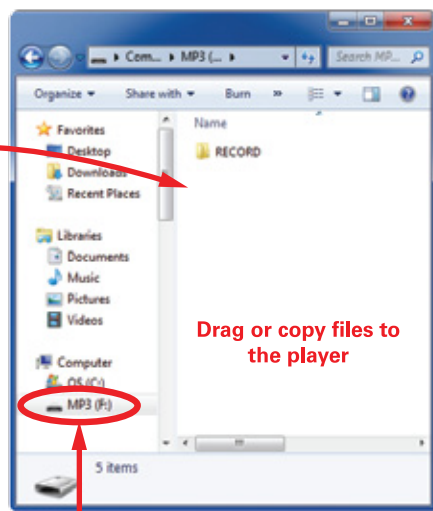 Com... ▸ MP3 (... ▸
Search MP...
Organize
Share with
Burn
»
Favorites
Desktop
Downloads
Recent Places
Libraries
Documents
Music
Pictures
Videos
Computer
OS (C:)
MP3 (F:)
Name
RECORD
Drag or copy files to
the player
5 items